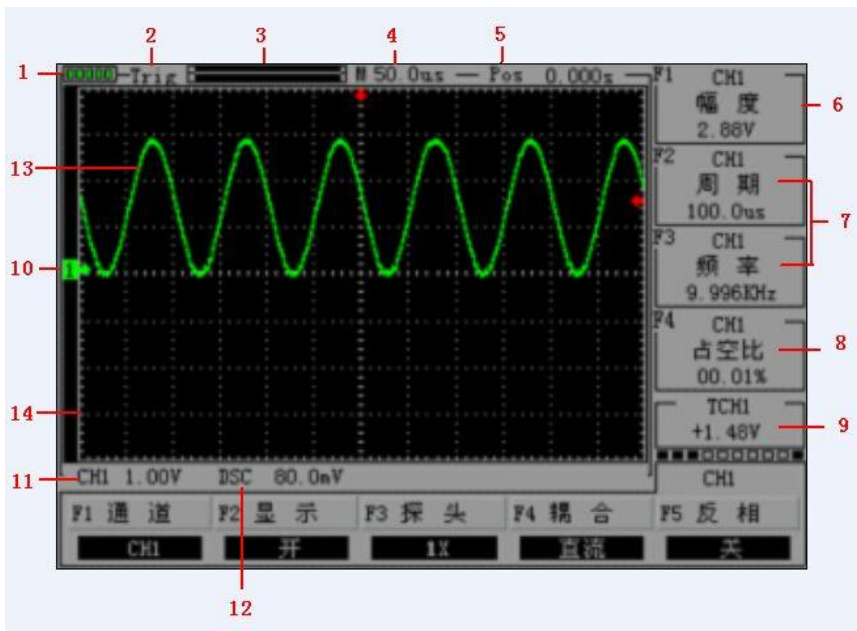 2 3 4 5
1 Trig M 50.0us Pos 0.000s
F1 CH1
幅 度
2.88V
6
F2 CH1
周 期
100.0us
7
F3 CH1
频 率
9.996KHz
F4 CH1
占空比
00.01%
8
TCH1
+1.48V
9
13
10 1
14
11 CH1 1.00V DSC 80.0mV
CH1
F1 通 道 F2 显 示 F3 探 头 F4 耦 合 F5 反 相
CH1 开 1X 直流 关
12